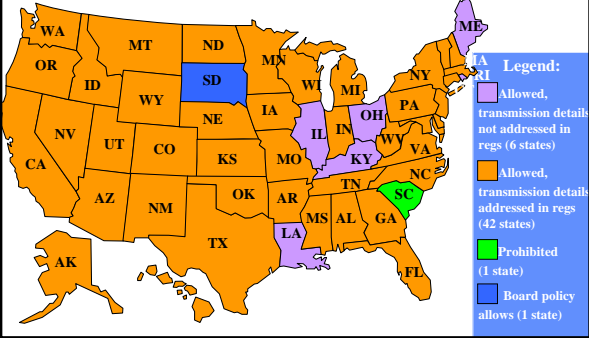 WA
MT
ND
MN
ME
OR
ID
SD
WI
MI
NY
IA
RI
WY
NE
IA
IL
IN
OH
PA
NV
UT
CO
KS
MO
KY
WV
VA
CA
AZ
NM
OK
AR
TN
NC
SC
TX
LA
MS
AL
GA
FL
AK
Legend:
Allowed,
transmission details
not addressed in
regs (6 states)
Allowed,
transmission details
addressed in regs
(42 states)
Prohibited
(1 state)
Board policy
allows (1 state)